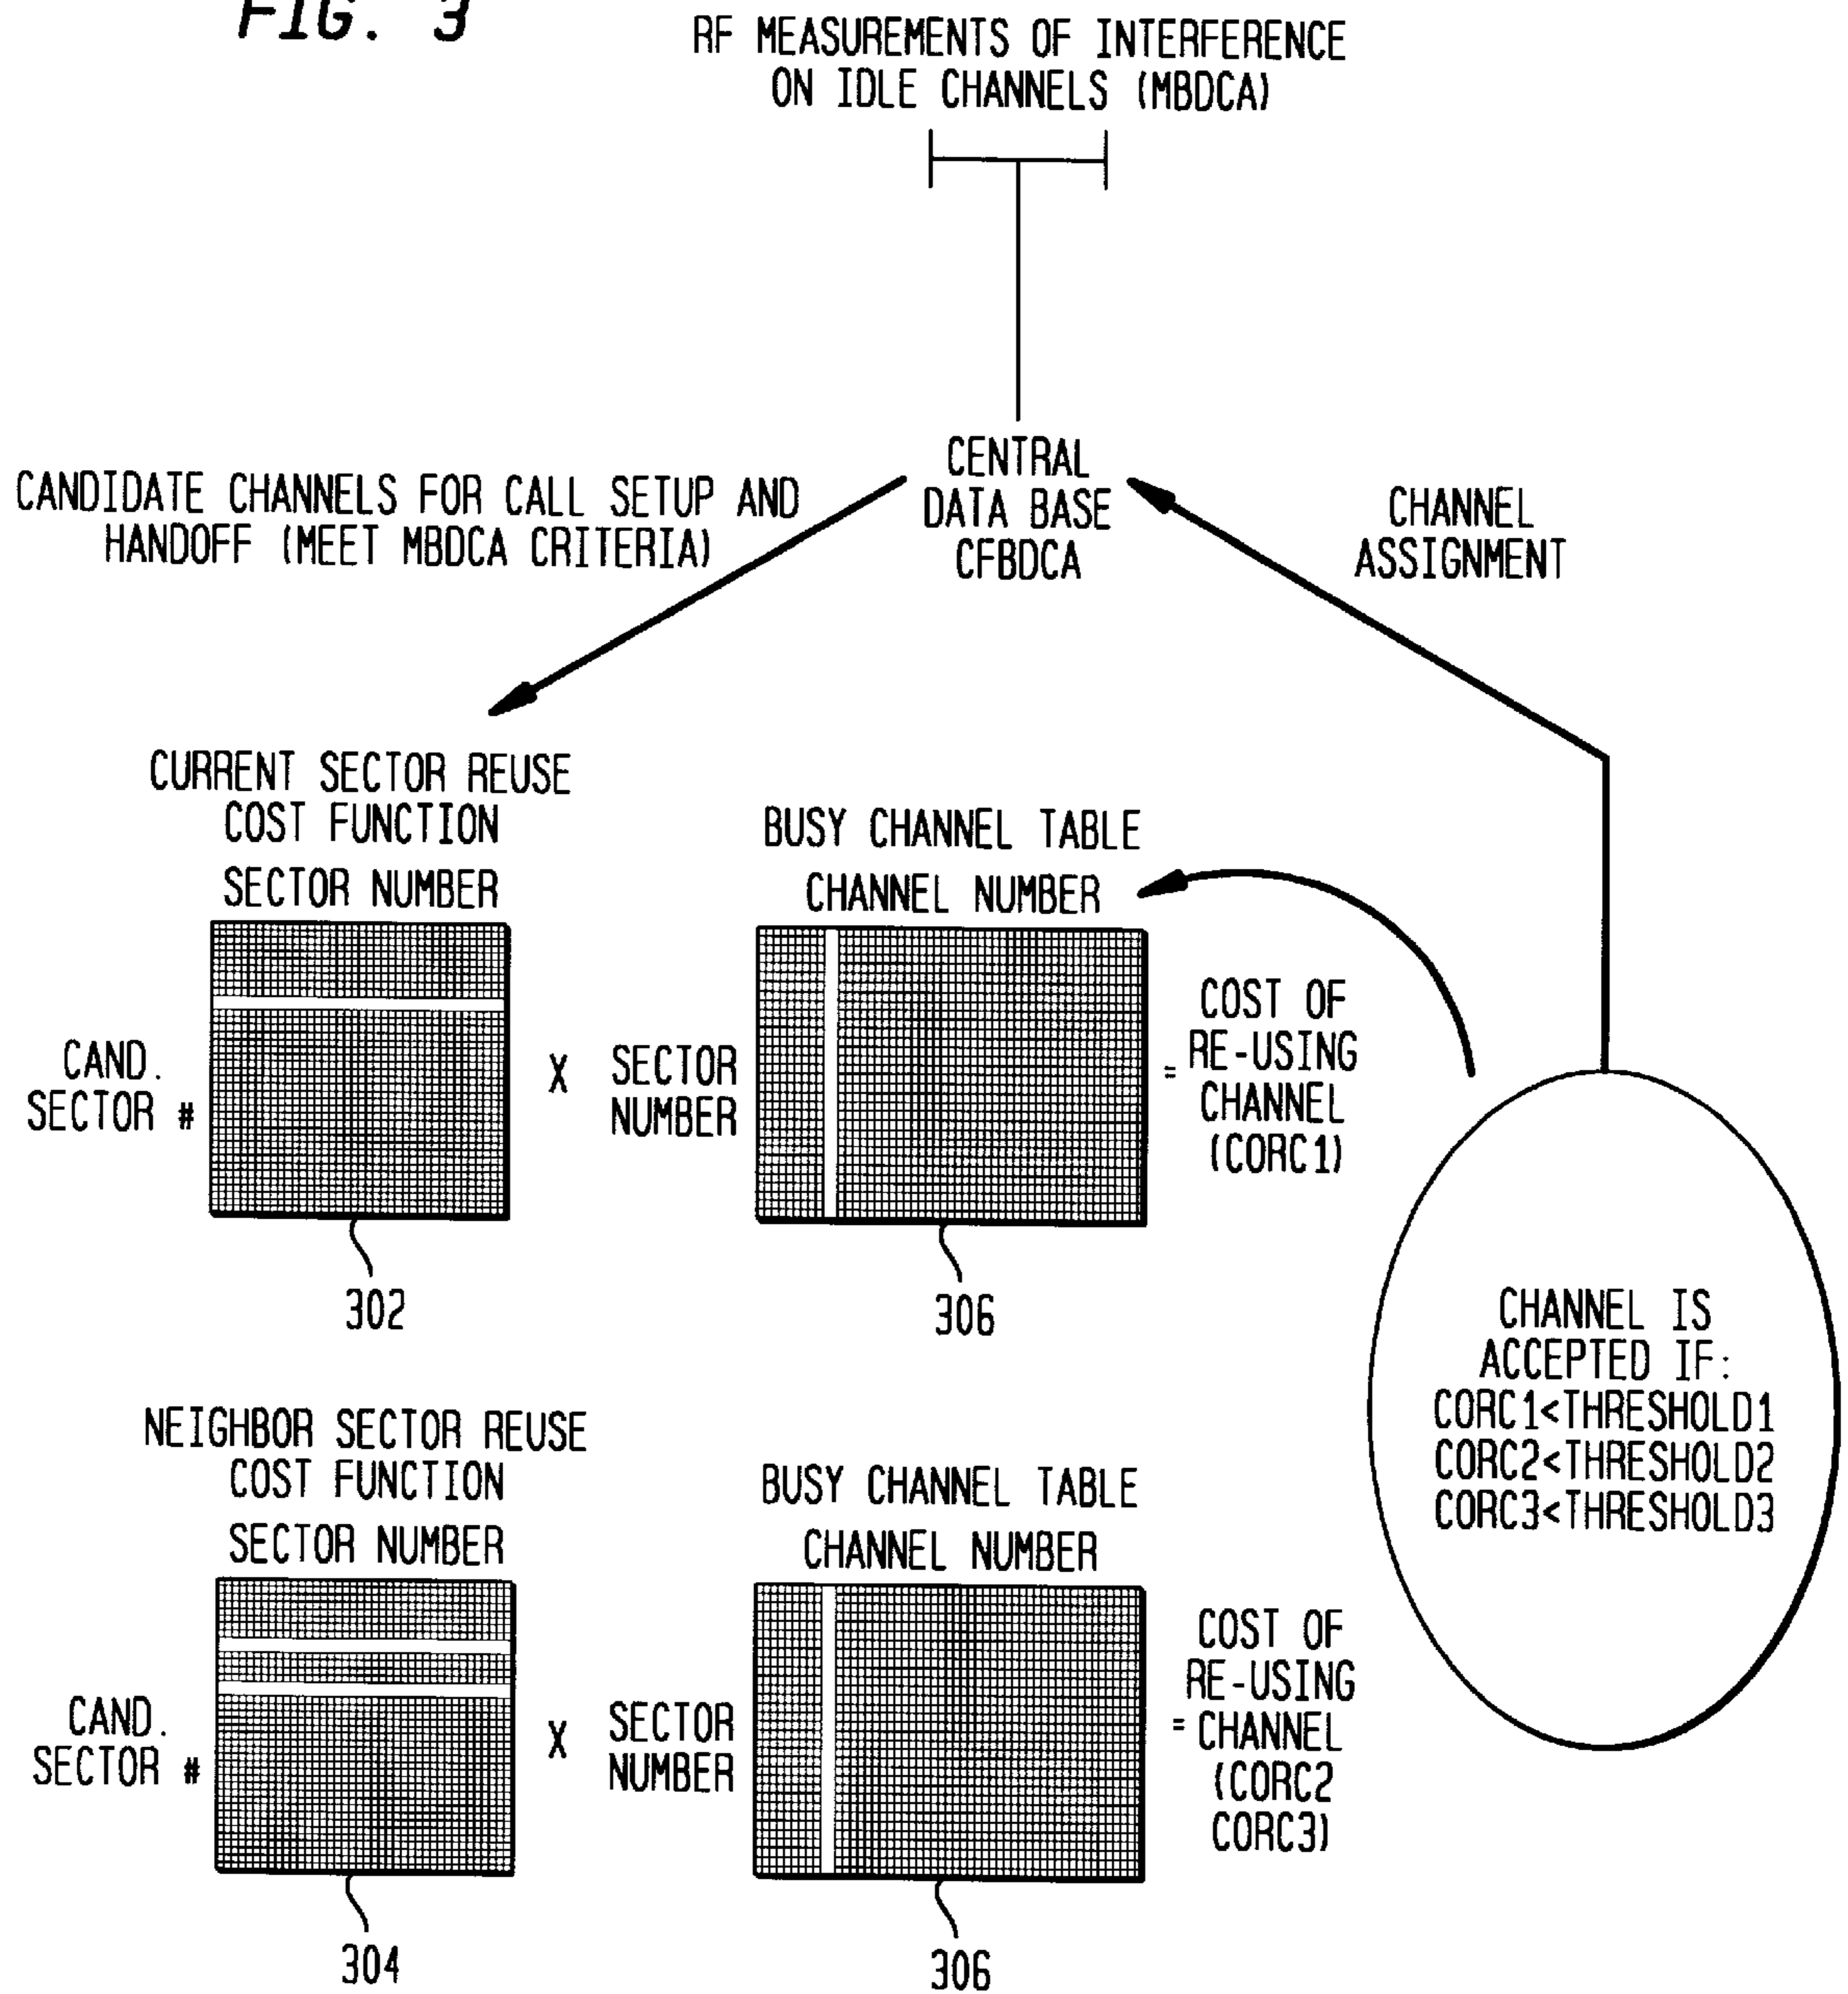 FIG. 3
RF MEASUREMENTS OF INTERFERENCE
ON IDLE CHANNELS (MBDCA)
CENTRAL
DATA BASE
CFBDCA
CANDIDATE CHANNELS FOR CALL SETUP AND
HANDOFF (MEET MBDCA CRITERIA)
CHANNEL
ASSIGNMENT
CURRENT SECTOR REUSE
COST FUNCTION
SECTOR NUMBER
CAND.
SECTOR #
302
X
BUSY CHANNEL TABLE
CHANNEL NUMBER
SECTOR
NUMBER
306
=
COST OF
RE-USING
CHANNEL
(CORC1)
CHANNEL IS
ACCEPTED IF:
CORC1<THRESHOLD1
CORC2<THRESHOLD2
CORC3<THRESHOLD3
NEIGHBOR SECTOR REUSE
COST FUNCTION
SECTOR NUMBER
CAND.
SECTOR #
304
X
BUSY CHANNEL TABLE
CHANNEL NUMBER
SECTOR
NUMBER
306
COST OF
RE-USING
= CHANNEL
(CORC2
CORC3)